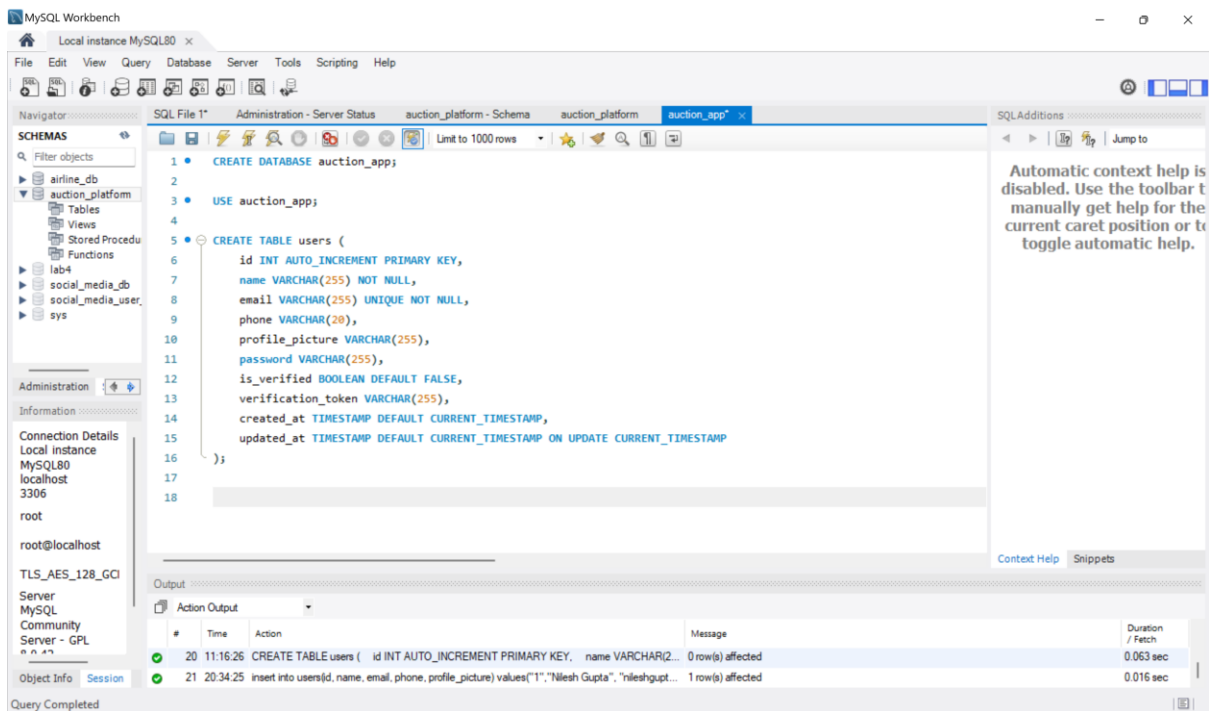 MySQL Workbench
Local instance MySQL80 ×
File Edit View Query Database Server Tools Scripting Help
Navigator
SCHEMAS
Filter objects
airline_db
auction_platform
Tables
Views
Stored Procedu
Functions
lab4
social_media_db
social_media_user_
sys
Administration
Information
Connection Details
Local instance
MySQL80
localhost
3306
root
root@localhost
TLS_AES_128_GCI
Server
MySQL
Community
Server - GPL
Object Info Session
SQL File 1* Administration - Server Status auction_platform - Schema auction_platform auction_app* ×
Limit to 1000 rows
1 CREATE DATABASE auction_app;
2
3 USE auction_app;
4
5 CREATE TABLE users (
6 id INT AUTO_INCREMENT PRIMARY KEY,
7 name VARCHAR(255) NOT NULL,
8 email VARCHAR(255) UNIQUE NOT NULL,
9 phone VARCHAR(20),
10 profile_picture VARCHAR(255),
11 password VARCHAR(255),
12 is_verified BOOLEAN DEFAULT FALSE,
13 verification_token VARCHAR(255),
14 created_at TIMESTAMP DEFAULT CURRENT_TIMESTAMP,
15 updated_at TIMESTAMP DEFAULT CURRENT_TIMESTAMP ON UPDATE CURRENT_TIMESTAMP
16 );
17
18
SQLAdditions
Jump to
Automatic context help is
disabled. Use the toolbar t
manually get help for the
current caret position or to
toggle automatic help.
Context Help Snippets
Output
Action Output
# Time Action Message Duration / Fetch
20 11:16:26 CREATE TABLE users ( id INT AUTO_INCREMENT PRIMARY KEY, name VARCHAR(2... 0 row(s) affected 0.063 sec
21 20:34:25 insert into users(id, name, email, phone, profile_picture) values("1","Nilesh Gupta", "nileshgupt... 1 row(s) affected 0.016 sec
Query Completed